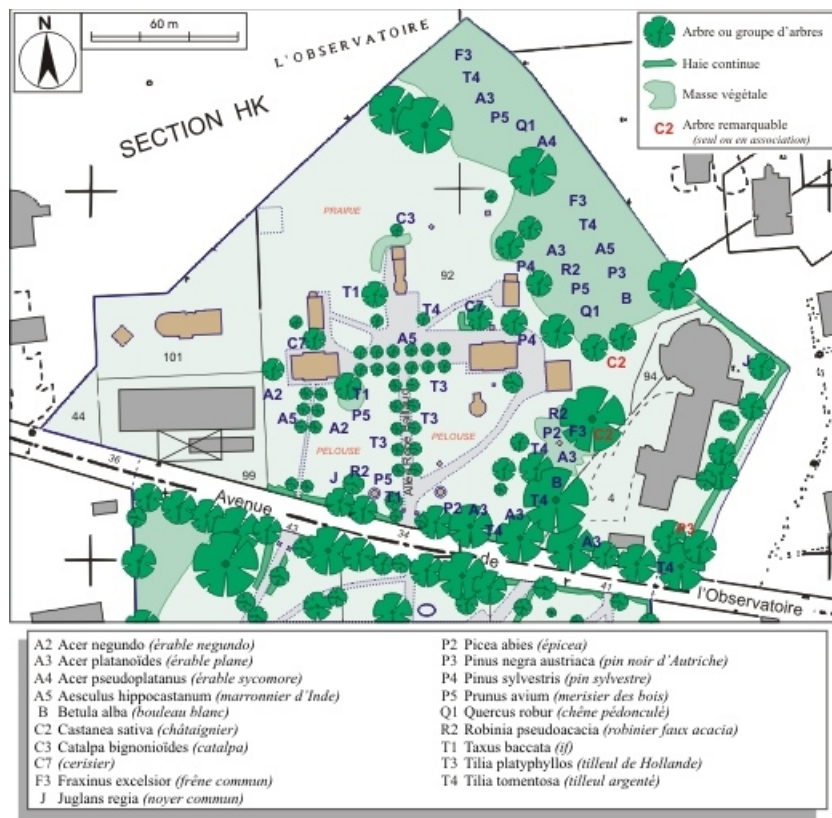 N
60 m
L'OBSERVATOIRE
SECTION HK
Arbre ou groupe d'arbres
Haie continue
Masse végétale
C2 Arbre remarquable
(seul ou en association)
F3
T4
A3
P5
Q1
A4
PRAIRIE
C3
F3
T4
A3
A5
R2
P3
P4
P5
B
Q1
92
T1
T4
C7
A5
P4
C7
C2
101
94
J
A2
T1
T3
P5
A5
A2
T3
R2
P2
F3
C2
A3
44
T3
PELOUSE
PELOUSE
T4
J
R2
P5
T1
B
T4
4
99
36
Avenue
P2
A3
T4
A3
A3
P3
T4
43
34
de
41
l'Observatoire
A2 Acer negundo (érable negundo)
A3 Acer platanoïdes (érable plane)
A4 Acer pseudoplatanus (érable sycomore)
A5 Aesculus hippocastanum (marronnier d'Inde)
B Betula alba (bouleau blanc)
C2 Castanea sativa (châtaignier)
C3 Catalpa bignonioïdes (catalpa)
C7 (cerisier)
F3 Fraxinus excelsior (frêne commun)
J Juglans regia (noyer commun)
P2 Picea abies (épicea)
P3 Pinus negra austriaca (pin noir d'Autriche)
P4 Pinus sylvestris (pin sylvestre)
P5 Prunus avium (merisier des bois)
Q1 Quercus robur (chêne pédonculé)
R2 Robinia pseudoacacia (robinier faux acacia)
T1 Taxus baccata (if)
T3 Tilia platyphyllos (tilleul de Hollande)
T4 Tilia tomentosa (tilleul argenté)